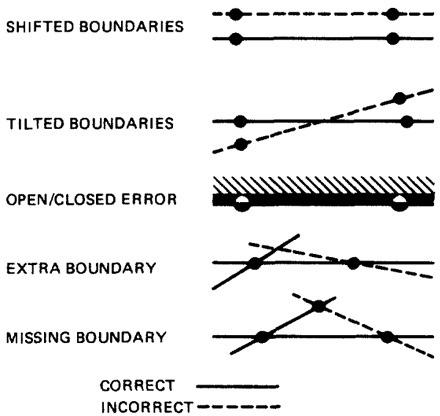 SHIFTED BOUNDARIES
TILTED BOUNDARIES
OPEN/CLOSED ERROR
EXTRA BOUNDARY
MISSING BOUNDARY
CORRECT
INCORRECT